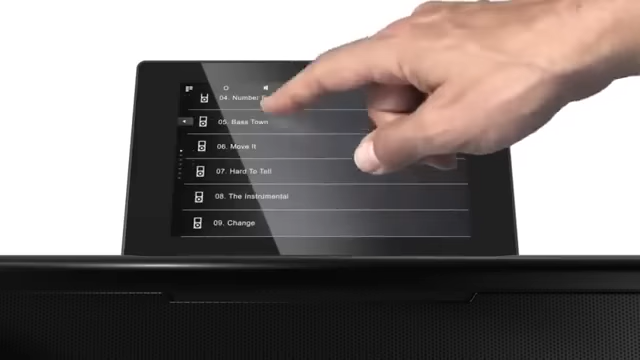 04. Number
05. Bass Town
06. Move It
07. Hard To Tell
08. The Instrumental
09. Change